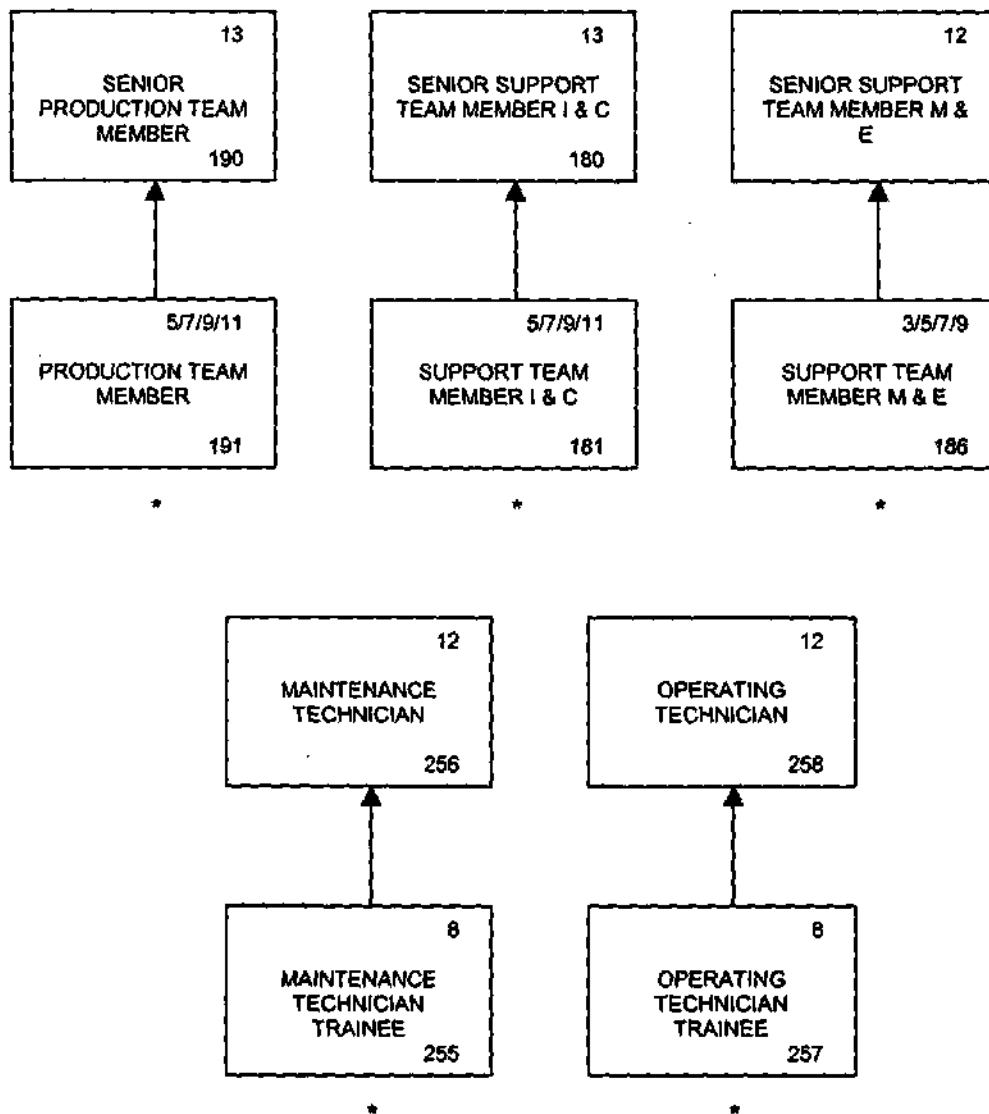 13
SENIOR
PRODUCTION TEAM
MEMBER
190
13
SENIOR SUPPORT
TEAM MEMBER I & C
180
12
SENIOR SUPPORT
TEAM MEMBER M &
E
5/7/9/11
PRODUCTION TEAM
MEMBER
191
*
5/7/9/11
SUPPORT TEAM
MEMBER I & C
181
*
3/5/7/9
SUPPORT TEAM
MEMBER M & E
186
*
12
MAINTENANCE
TECHNICIAN
256
12
OPERATING
TECHNICIAN
258
8
MAINTENANCE
TECHNICIAN
TRAINEE
255
*
8
OPERATING
TECHNICIAN
TRAINEE
257
*